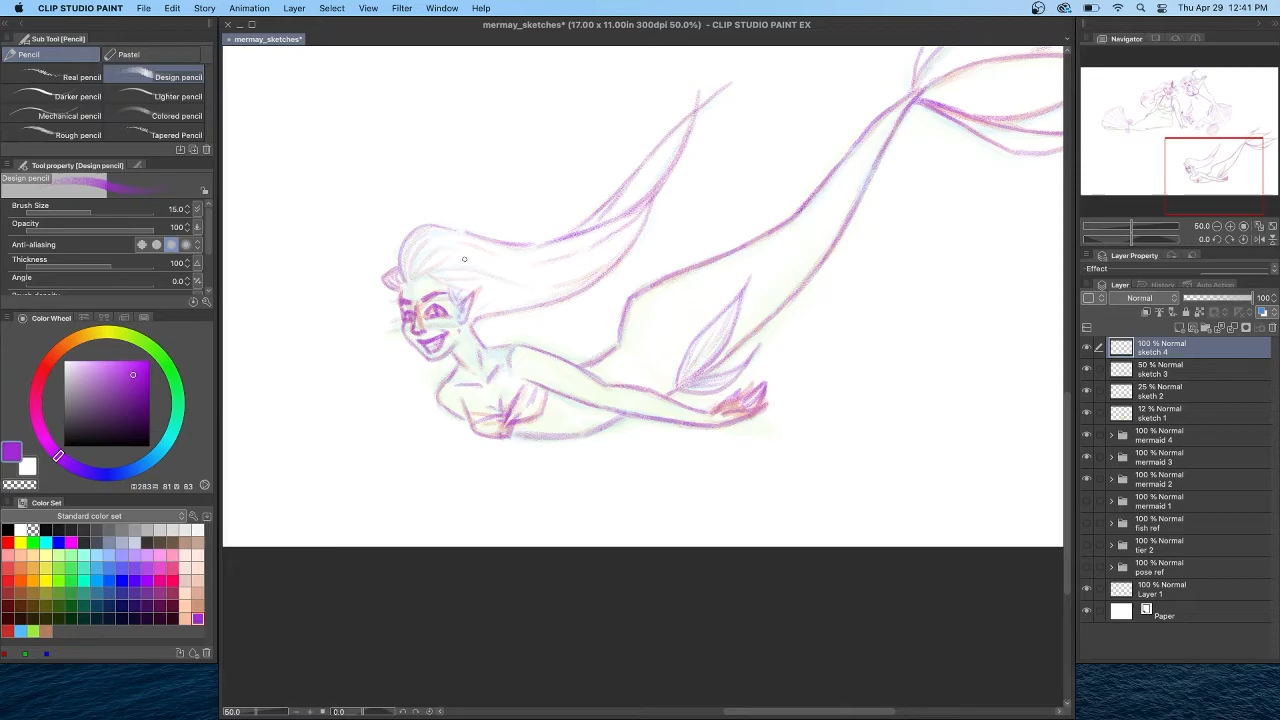 CLIP STUDIO PAINT File Edit Story Animation Layer Select View Filter Window Help Thu Apr 29 12:41 PM
mermay_sketches* (17.00 x 11.00in 300dpi 50.0%) - CLIP STUDIO PAINT EX
Sub Tool [Pencil]
mermay_sketches*
Navigator
Pencil Pastel
Real pencil Design pencil
Darker pencil Lighter pencil
Mechanical pencil Colored pencil
Rough pencil Tapered Pencil
Tool property [Design pencil]
Design pencil
Brush Size 15.0
Opacity 100
Anti-aliasing
Thickness 100
Angle 0.0
50.0
0.0
Layer Property
Effect
Layer History Auto Action
Normal 100
100 % Normal
sketch 4
50 % Normal
sketch 3
25 % Normal
sketh 2
12 % Normal
sketch 1
100 % Normal
mermaid 4
100 % Normal
mermaid 3
100 % Normal
mermaid 2
100 % Normal
mermaid 1
100 % Normal
fish ref
100 % Normal
tier 2
100 % Normal
pose ref
100 % Normal
Layer 1
Paper
Color Wheel
H 283 S 81 V 83
Color Set
Standard color set
50.0 0.0